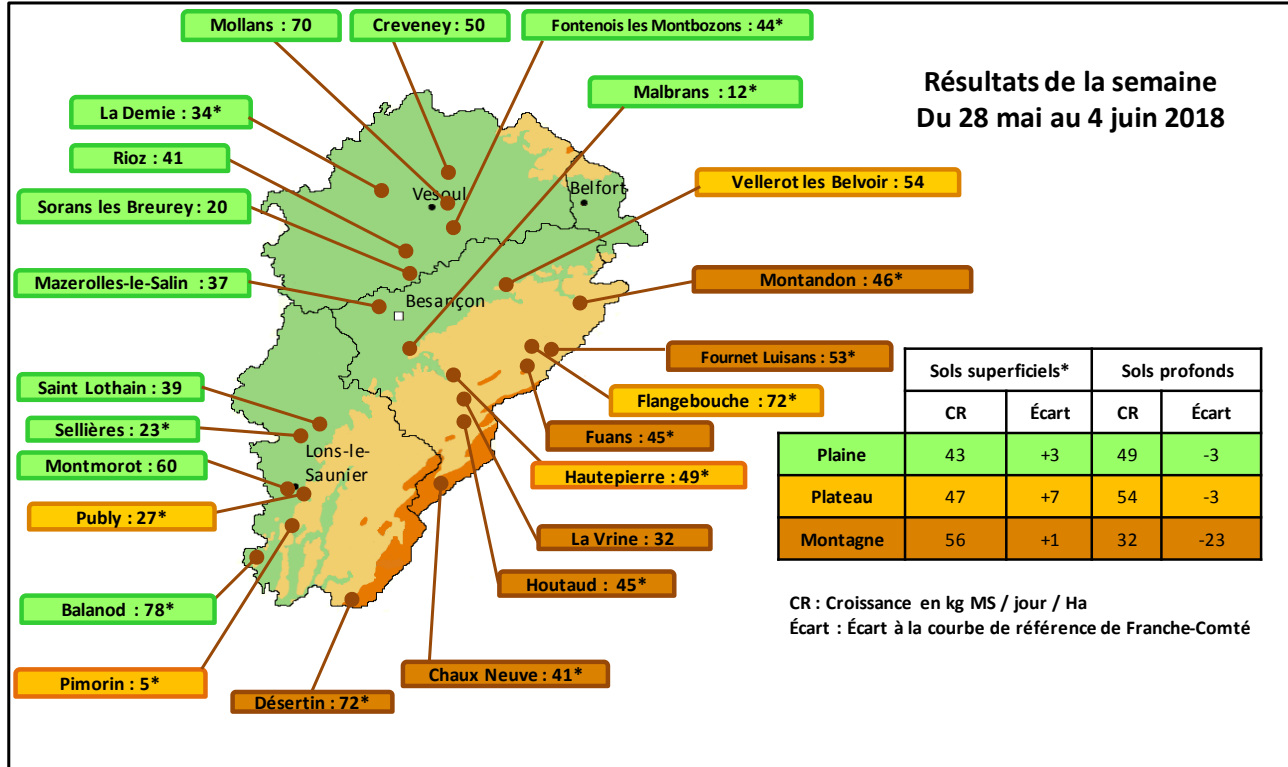 Résultats de la semaine
Du 28 mai au 4 juin 2018
Mollans : 70
Creveney : 50
Fontenois les Montbozons : 44*
Malbrans : 12*
La Demie : 34*
Rioz : 41
Sorans les Breurey : 20
Mazerolles-le-Salin : 37
Vellerot les Belvoir : 54
Montandon : 46*
Fournet Luisans : 53*
Flangebouche : 72*
Fuans : 45*
Hautepierre : 49*
La Vrine : 32
Houtaud : 45*
Chaux Neuve : 41*
Désertin : 72*
Saint Lothain : 39
Sellières : 23*
Montmorot : 60
Publy : 27*
Balanod : 78*
Pimorin : 5*
Vesoul
Belfort
Besançon
Lons-le-
Saunier
Sols superficiels* Sols profonds
CR Écart CR Écart
Plaine 43 +3 49 -3
Plateau 47 +7 54 -3
Montagne 56 +1 32 -23
CR : Croissance en kg MS / jour / Ha
Écart : Écart à la courbe de référence de Franche-Comté